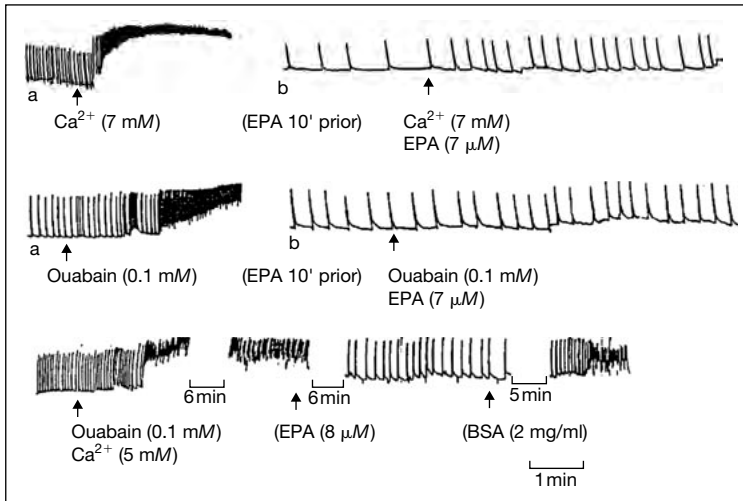 a
b
Ca²⁺ (7 mM)
(EPA 10' prior)
Ca²⁺ (7 mM)
EPA (7 μM)
a
b
Ouabain (0.1 mM)
(EPA 10' prior)
Ouabain (0.1 mM)
EPA (7 μM)
6 min
6 min
5 min
Ouabain (0.1 mM)
Ca²⁺ (5 mM)
(EPA (8 μM)
(BSA (2 mg/ml)
1 min